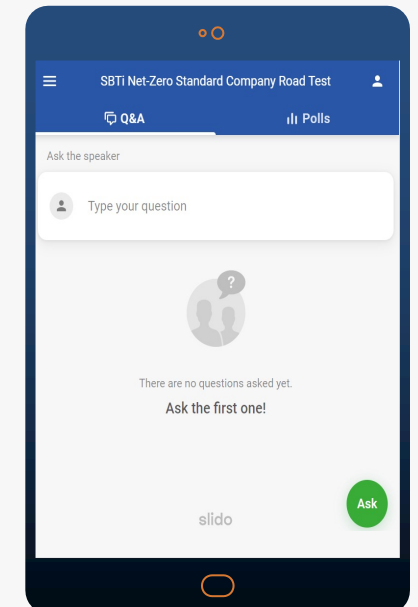 SBTi Net-Zero Standard Company Road Test
Q&A
Polls
Ask the speaker
Type your question
?
There are no questions asked yet.
Ask the first one!
Ask
slido